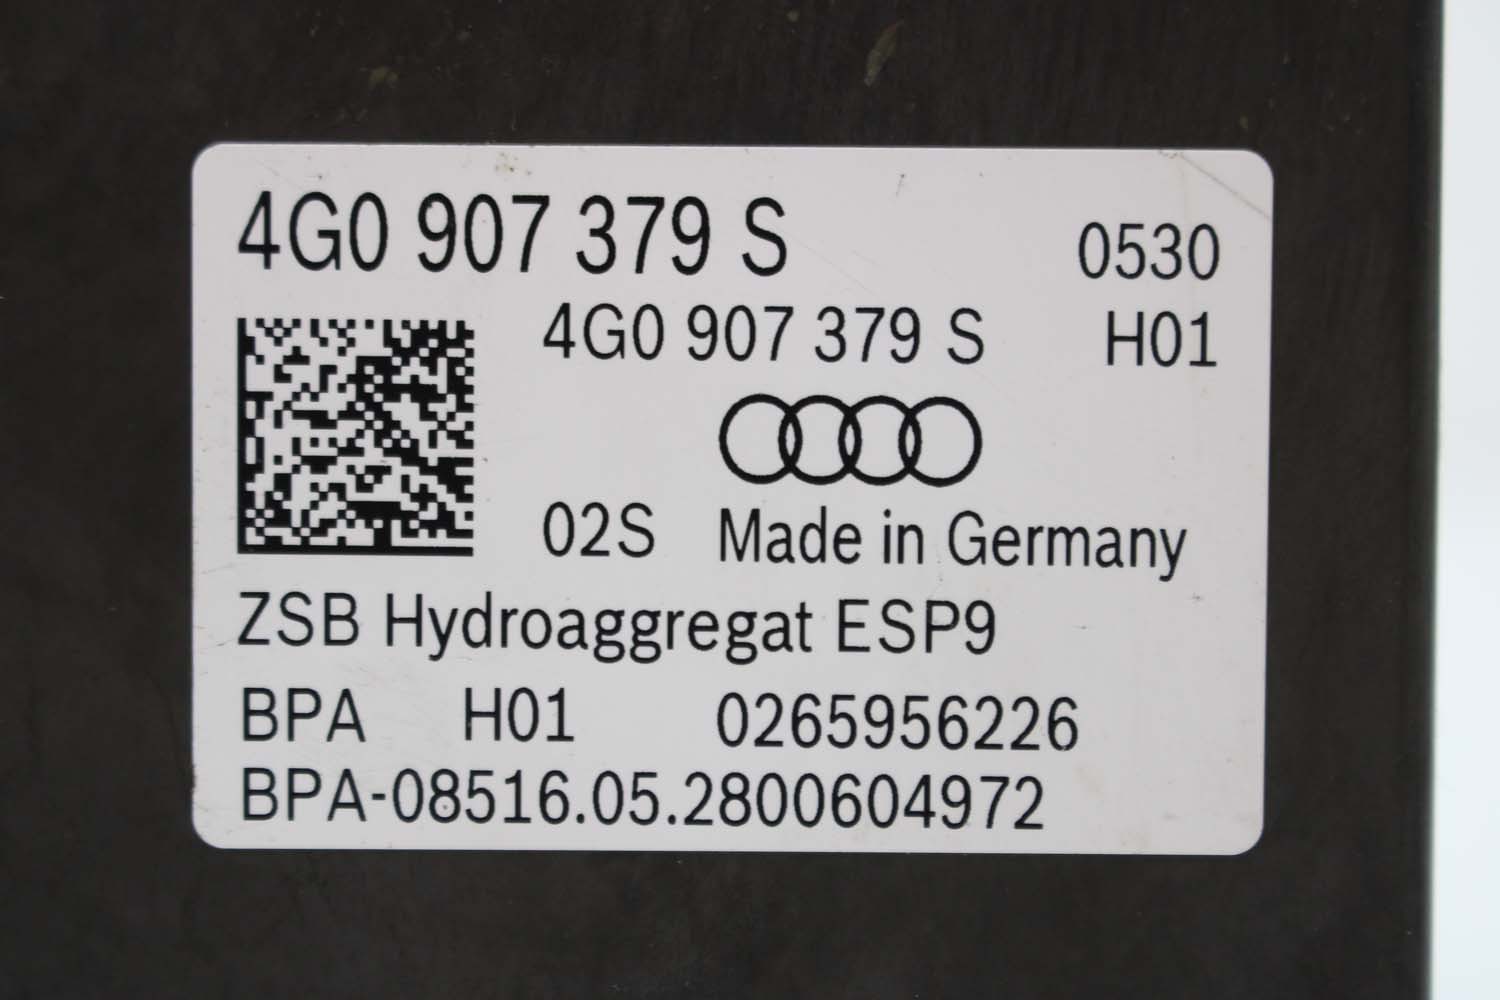 4G0 907 379 S 0530
4G0 907 379 S H01
02S Made in Germany
ZSB Hydroaggregat ESP9
BPA H01 0265956226
BPA-08516.05.2800604972